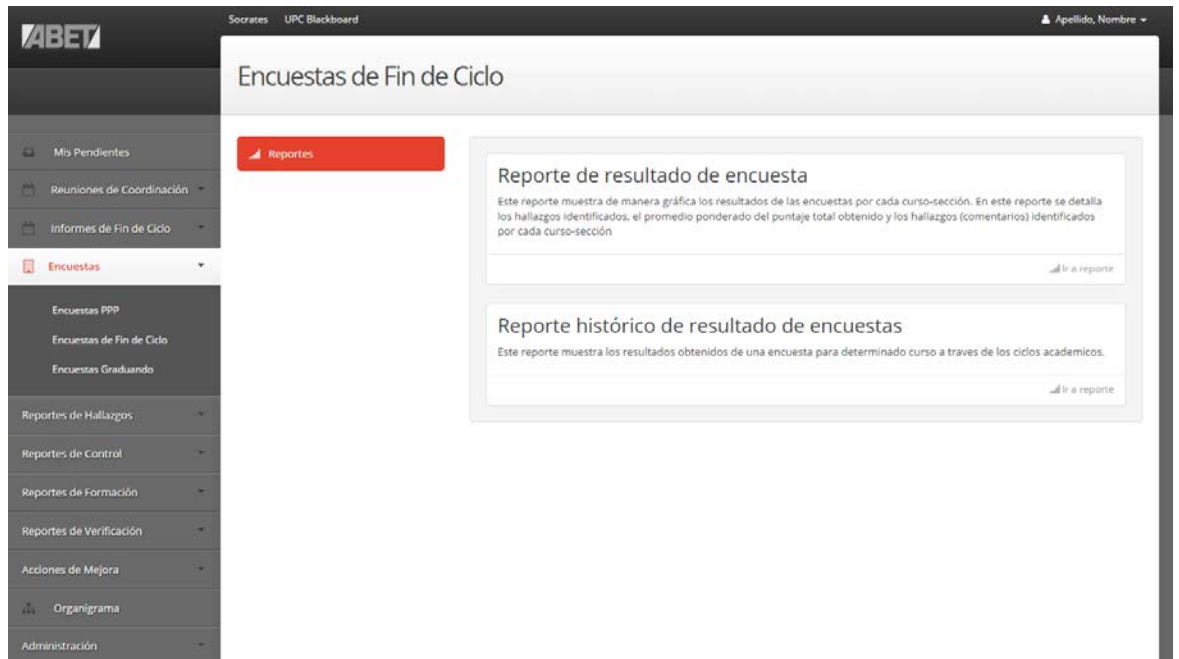 ABET
Socrates UPC Blackboard
Apellido, Nombre
Encuestas de Fin de Ciclo
Mis Pendientes
Reuniones de Coordinación
Informes de Fin de Ciclo
Encuestas
Encuestas PPP
Encuestas de Fin de Ciclo
Encuestas Graduando
Reportes de Hallazgos
Reportes de Control
Reportes de Formación
Reportes de Verificación
Acciones de Mejora
Organigrama
Administración
Reportes
Reporte de resultado de encuesta
Este reporte muestra de manera gráfica los resultados de las encuestas por cada curso-sección. En este reporte se detalla
los hallazgos identificados, el promedio ponderado del puntaje total obtenido y los hallazgos (comentarios) identificados
por cada curso-sección
Ir a reporte
Reporte histórico de resultado de encuestas
Este reporte muestra los resultados obtenidos de una encuesta para determinado curso a traves de los ciclos academicos.
Ir a reporte